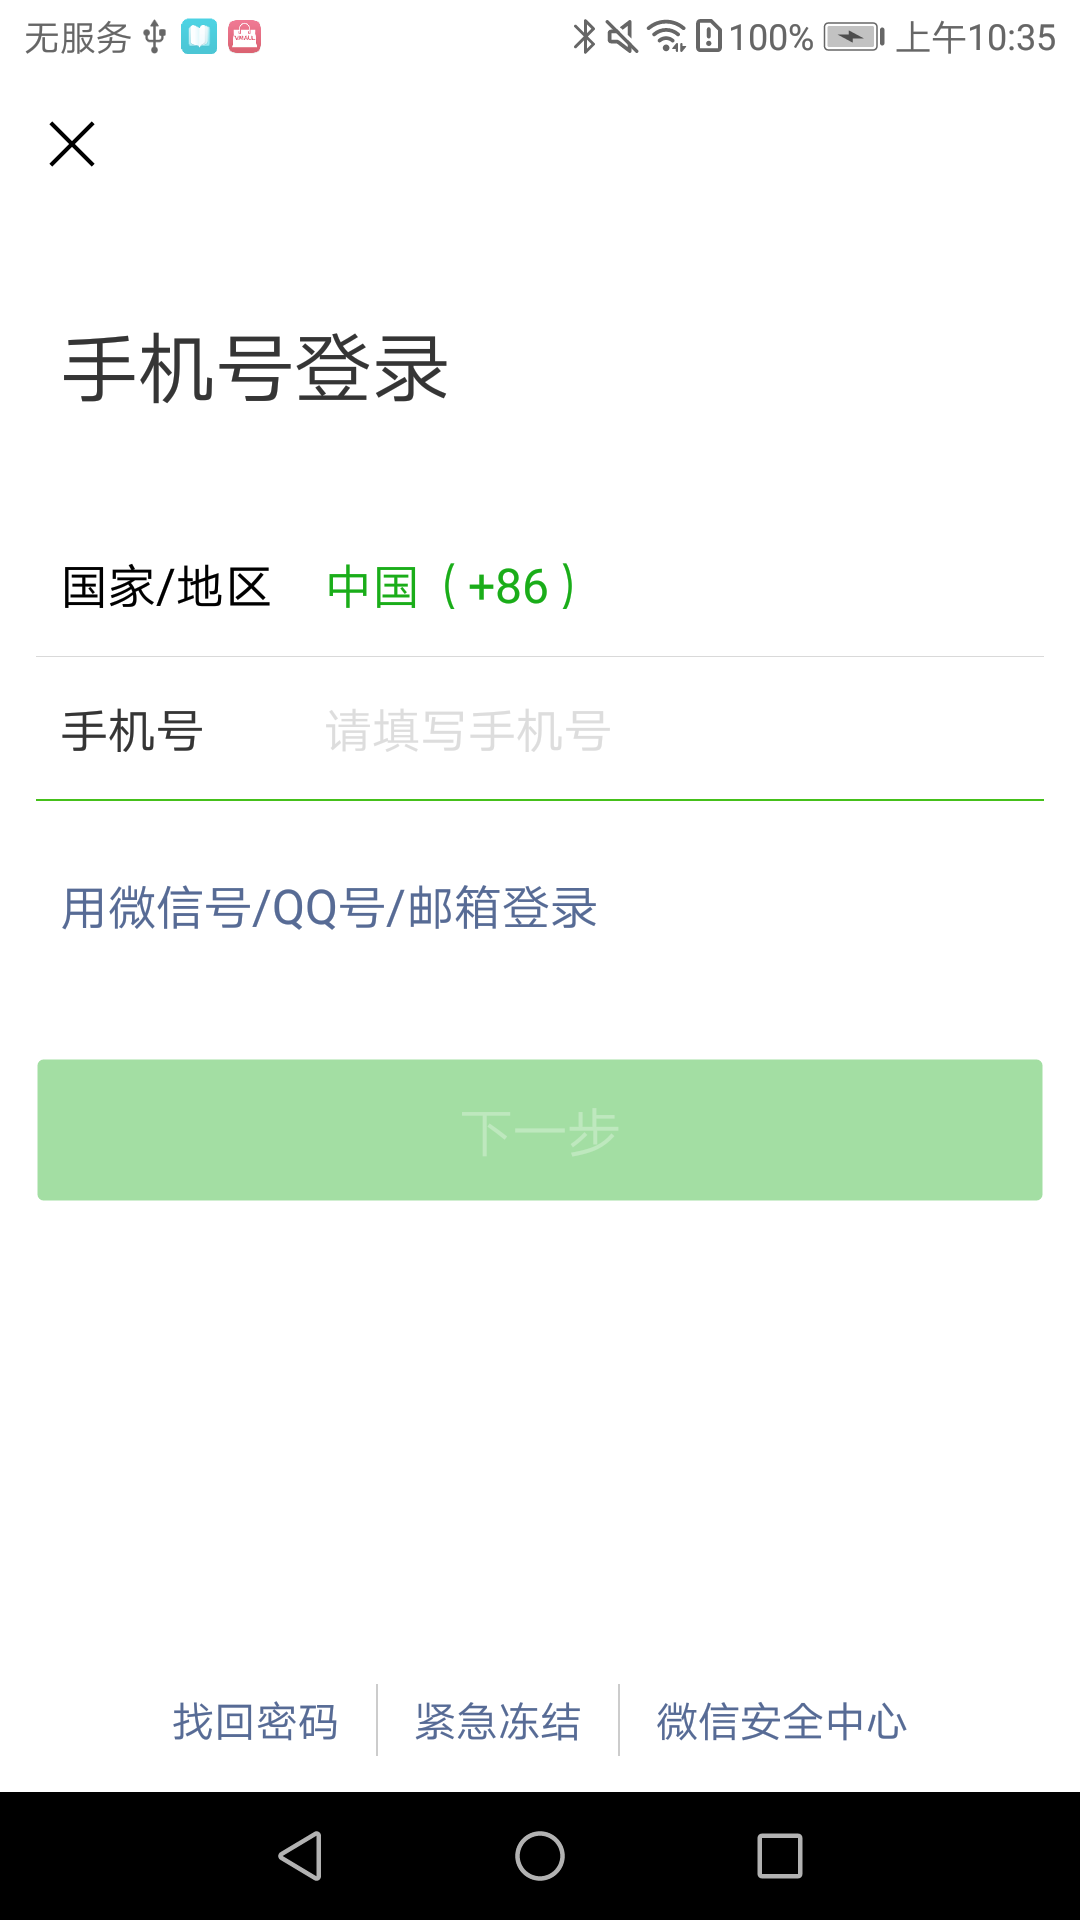 无服务 100% 上午10:35
手机号登录
国家/地区 中国（+86）
手机号 请填写手机号
用微信号/QQ号/邮箱登录
下一步
找回密码 紧急冻结 微信安全中心